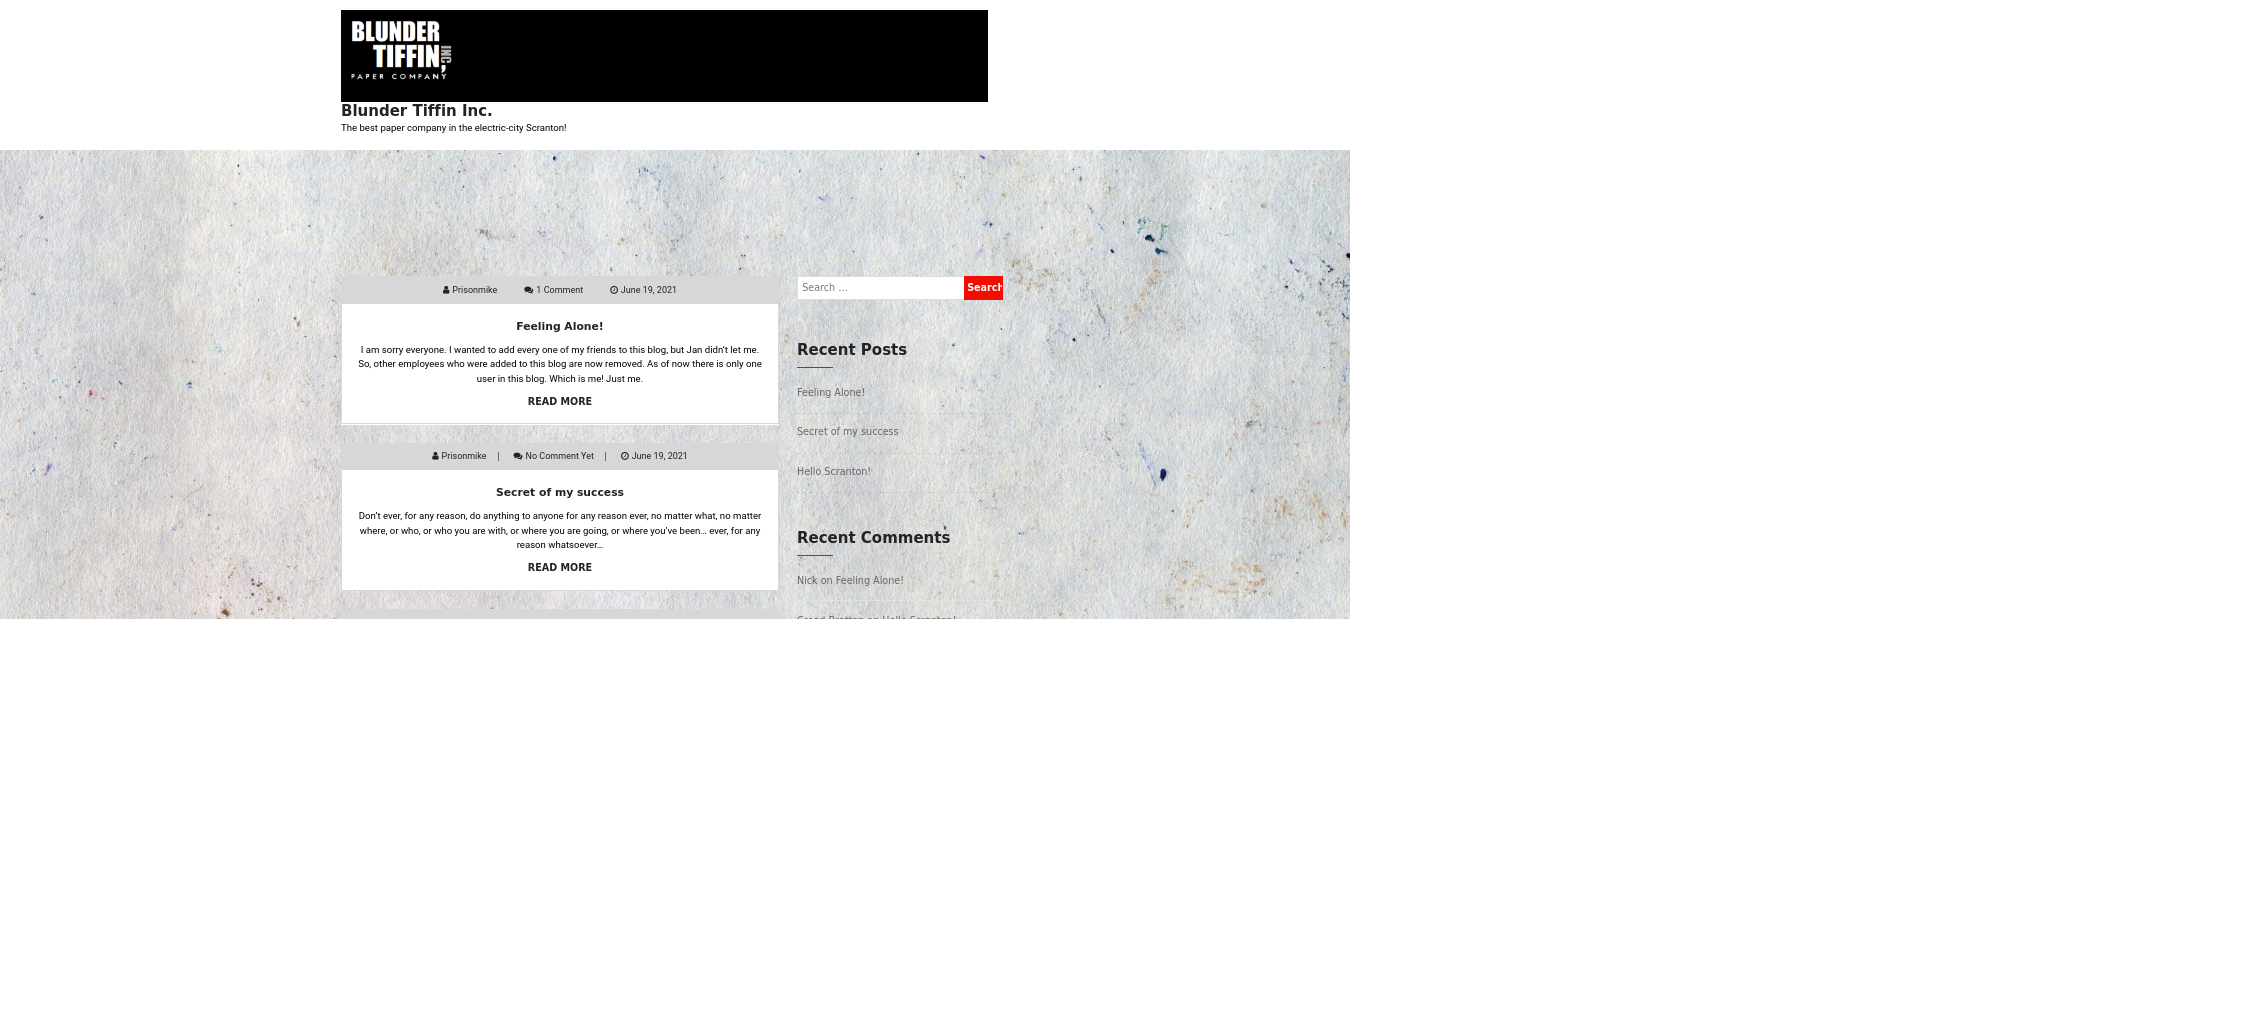 BLUNDER
TIFFIN,
INC
PAPER COMPANY
Blunder Tiffin Inc.
The best paper company in the electric-city Scranton!
Prisonmike 1 Comment June 19, 2021
Feeling Alone!
I am sorry everyone. I wanted to add every one of my friends to this blog, but Jan didn't let me.
So, other employees who were added to this blog are now removed. As of now there is only one
user in this blog. Which is me! Just me.
READ MORE
Prisonmike | No Comment Yet | June 19, 2021
Secret of my success
Don't ever, for any reason, do anything to anyone for any reason ever, no matter what, no matter
where, or who, or who you are with, or where you are going, or where you've been... ever, for any
reason whatsoever...
READ MORE
Search ... Search
Recent Posts
Feeling Alone!
Secret of my success
Hello Scranton!
Recent Comments
Nick on Feeling Alone!
Creed Bratton on Hello Scranton!